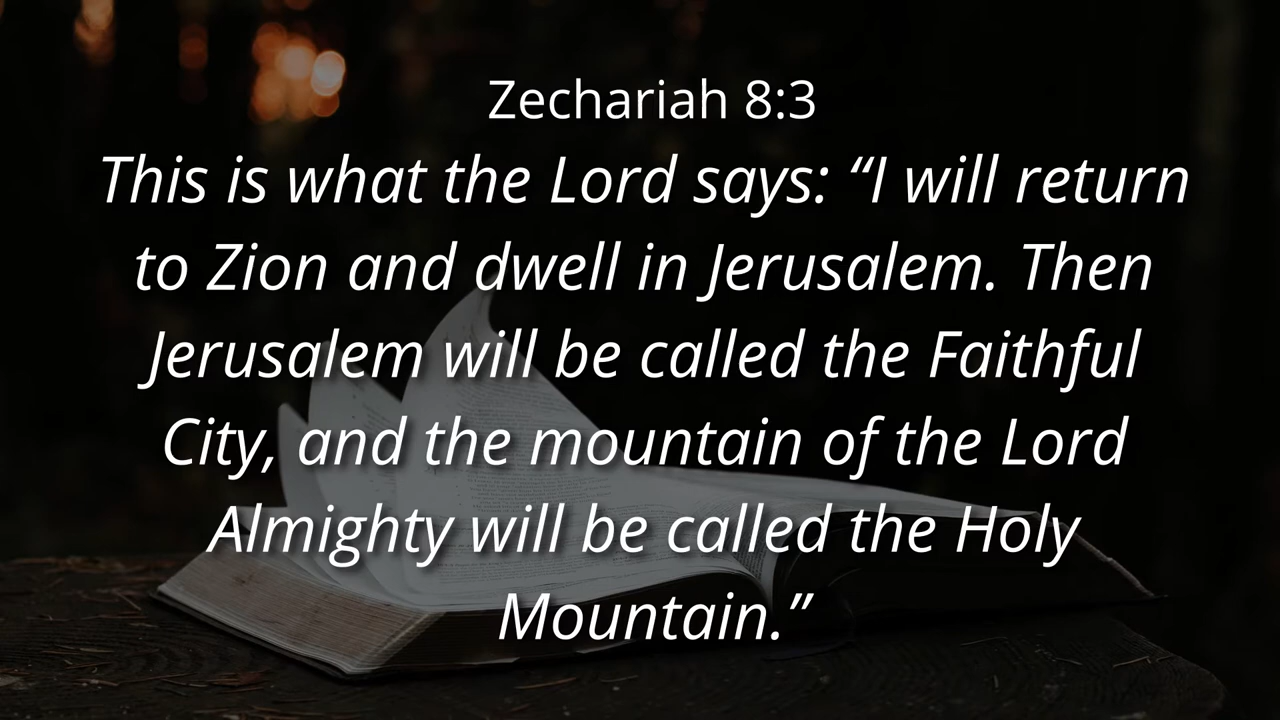 Zechariah 8:3
This is what the Lord says: “I will return
to Zion and dwell in Jerusalem. Then
Jerusalem will be called the Faithful
City, and the mountain of the Lord
Almighty will be called the Holy
Mountain.”